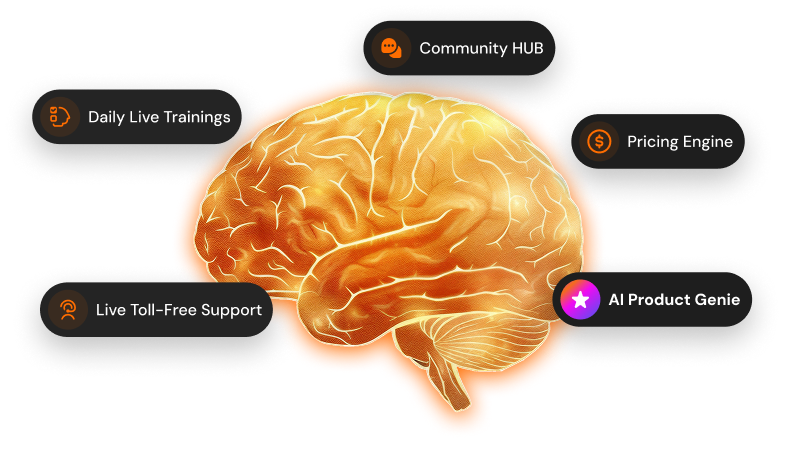 Community HUB
Daily Live Trainings
Pricing Engine
AI Product Genie
Live Toll-Free Support